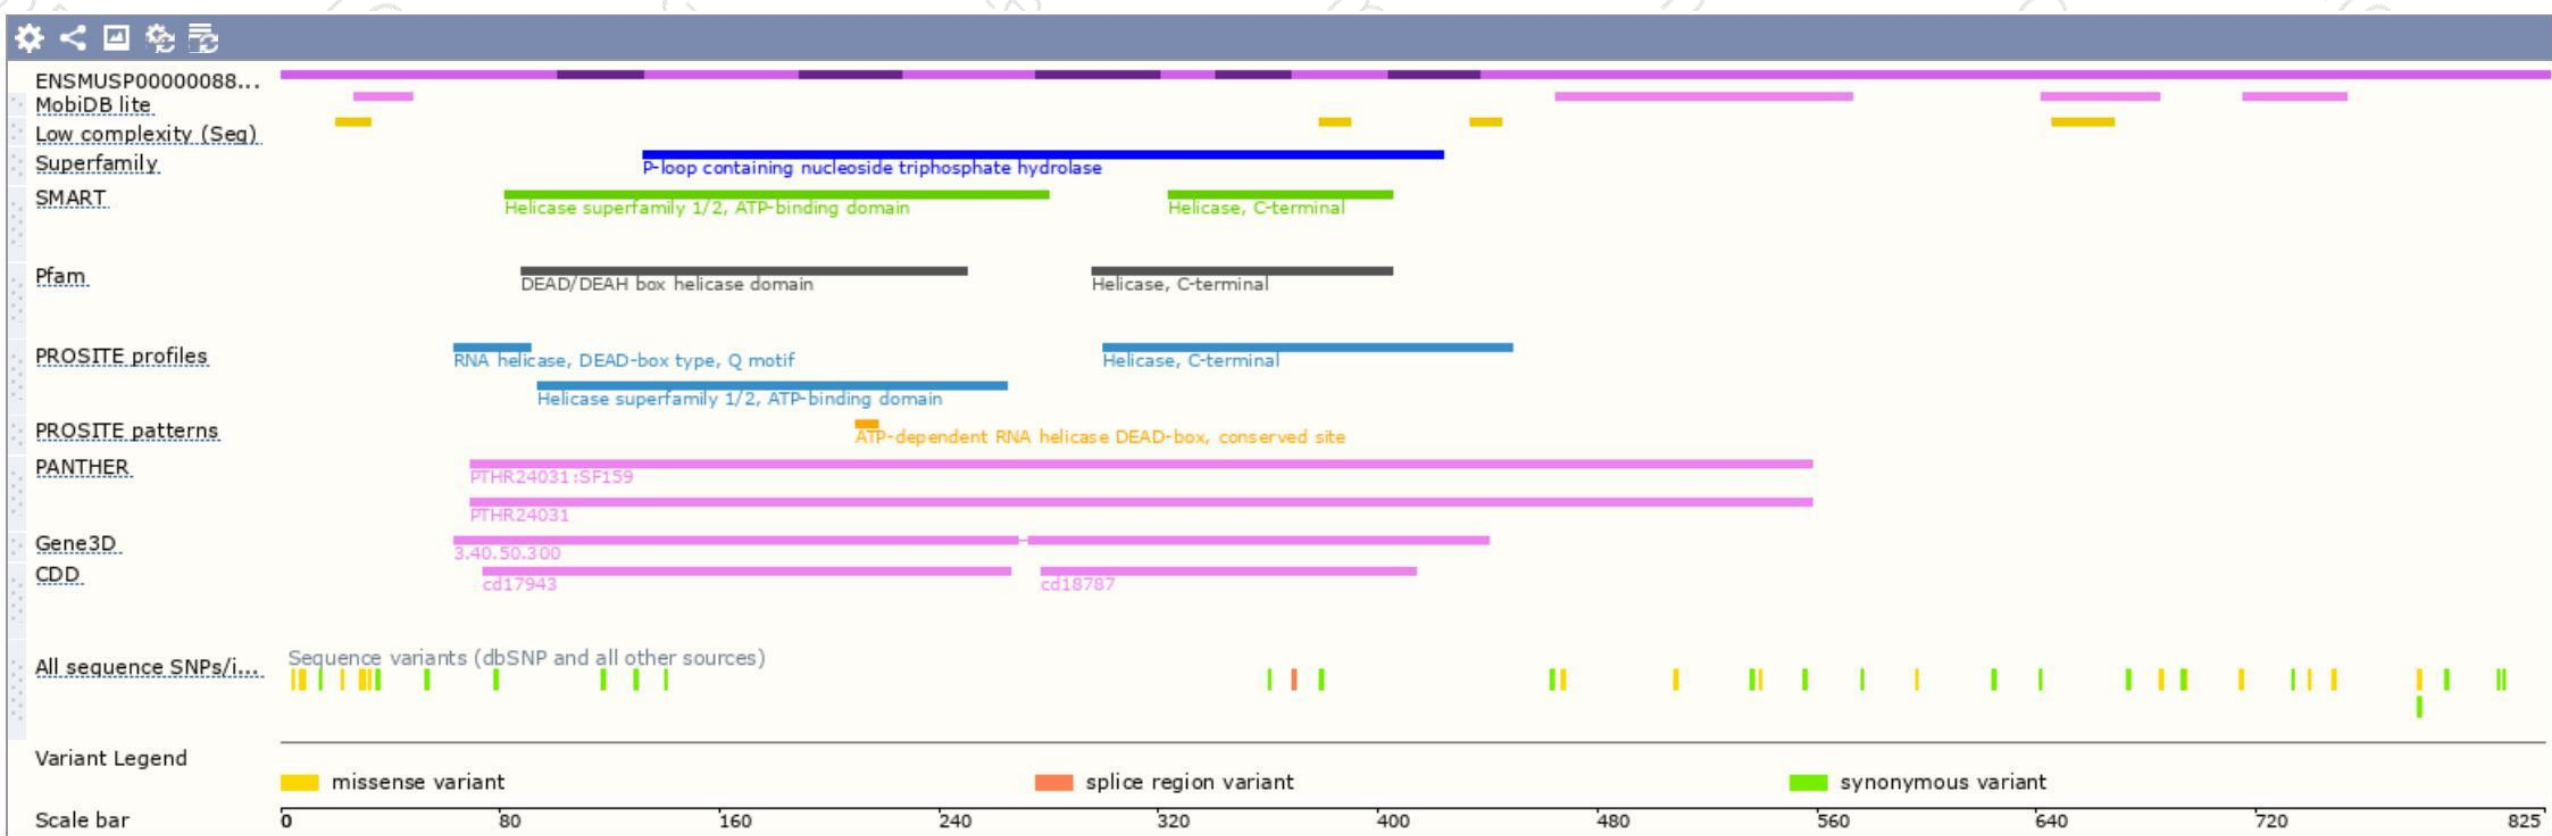 ENSMUSP00000088...
MobiDB lite
Low complexity (Seg)
Superfamily
P-loop containing nucleoside triphosphate hydrolase
SMART
Helicase superfamily 1/2, ATP-binding domain
Helicase, C-terminal
Pfam
DEAD/DEAH box helicase domain
Helicase, C-terminal
PROSITE profiles
RNA helicase, DEAD-box type, Q motif
Helicase, C-terminal
Helicase superfamily 1/2, ATP-binding domain
PROSITE patterns
ATP-dependent RNA helicase DEAD-box, conserved site
PANTHER
PTHR24031:SF159
PTHR24031
Gene3D
3.40.50.300
CDD
cd17943
cd18787
Sequence variants (dbSNP and all other sources)
All sequence SNPs/i...
Variant Legend
missense variant
splice region variant
synonymous variant
Scale bar
0 80 160 240 320 400 480 560 640 720 825